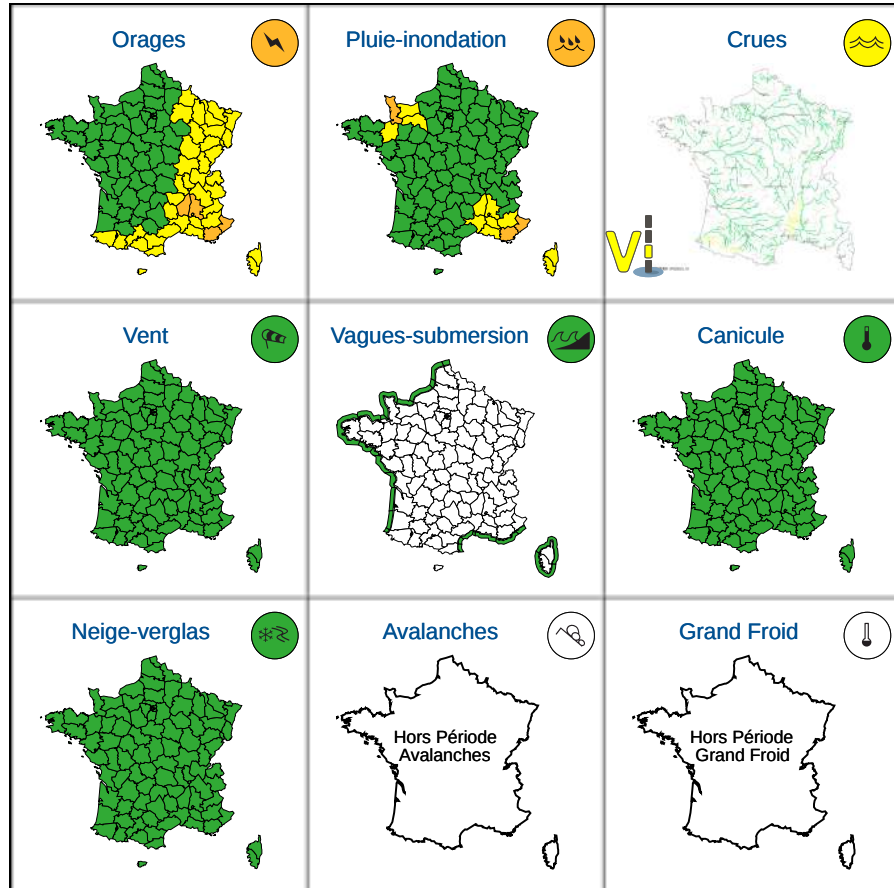 Orages
Pluie-inondation
Crues
Vi
Vent
Vagues-submersion
Canicule
Neige-verglas
Avalanches
Grand Froid
Hors Période
Avalanches
Hors Période
Grand Froid